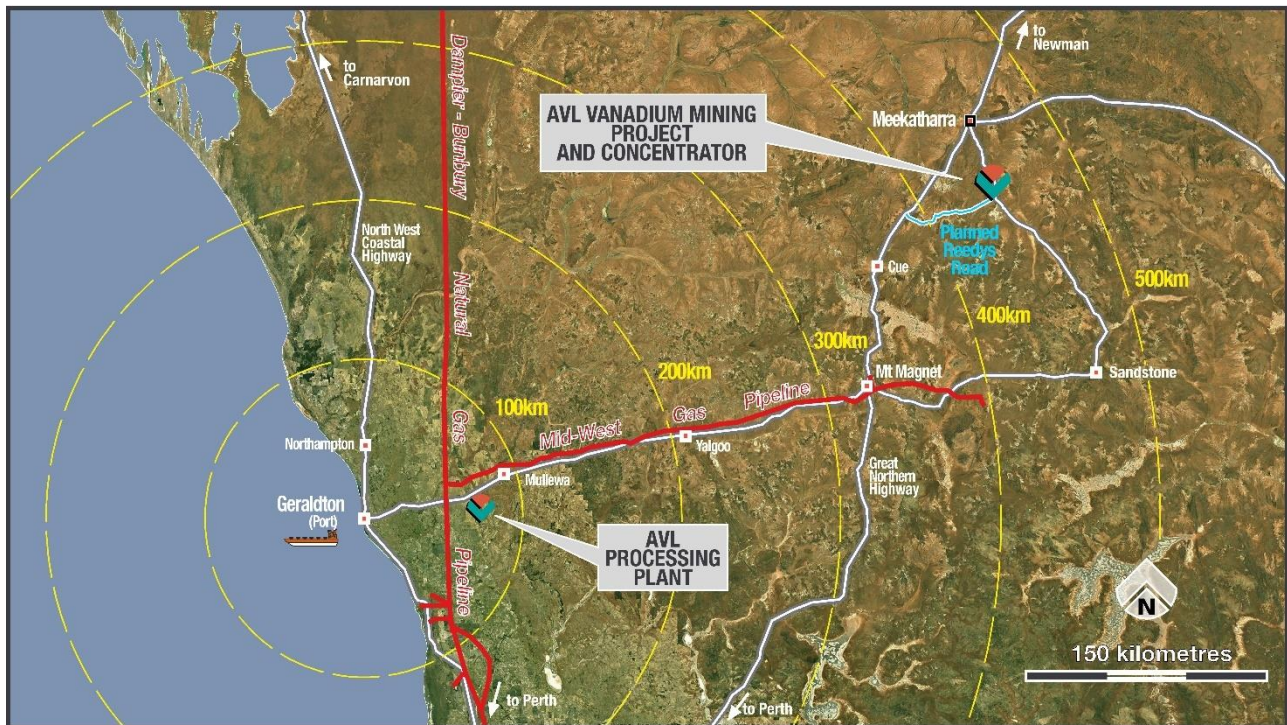 to
Carnarvon
Dampier - Bunbury
Natural
Gas
Pipeline
to
Newman
AVL VANADIUM MINING
PROJECT
AND CONCENTRATOR
Meekatharra
North West
Coastal
Highway
Planned
Reedys
Road
Cue
500km
400km
300km
200km
100km
Mt Magnet
Sandstone
Mid-West Gas Pipeline
Yalgoo
Northampton
Mullewa
Great
Northern
Highway
Geraldton
(Port)
AVL
PROCESSING
PLANT
N
150 kilometres
to Perth
to Perth